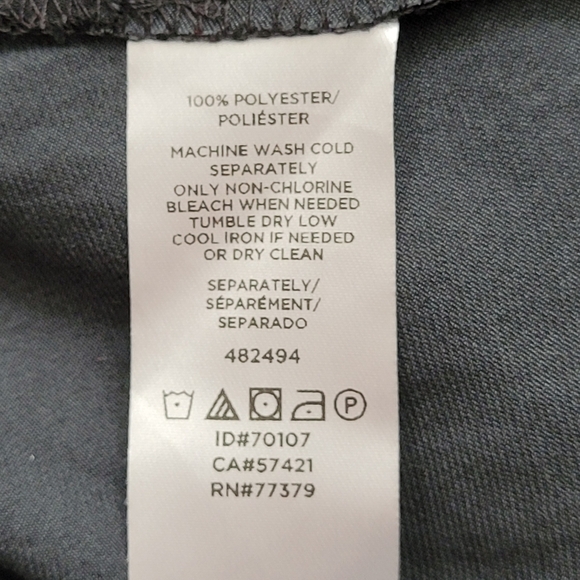 100% POLYESTER/
POLIÉSTER
MACHINE WASH COLD
SEPARATELY
ONLY NON-CHLORINE
BLEACH WHEN NEEDED
TUMBLE DRY LOW
COOL IRON IF NEEDED
OR DRY CLEAN
SEPARATELY/
SÉPARÉMENT/
SEPARADO
482494
P
ID#70107
CA#57421
RN#77379